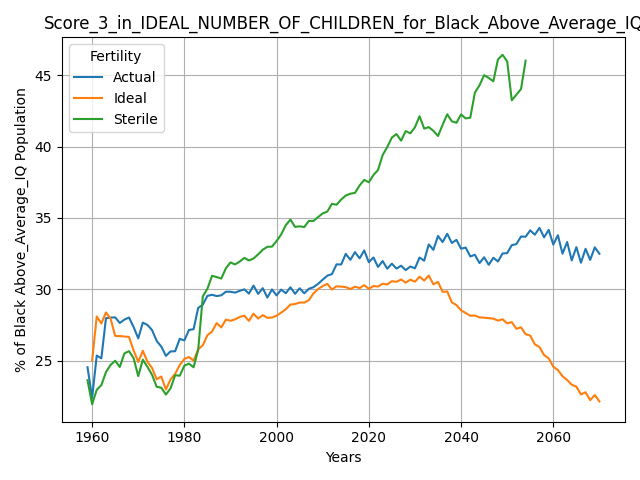 Score_3_in_IDEAL_NUMBER_OF_CHILDREN_for_Black_Above_Average_IQ
Fertility
Actual
Ideal
Sterile
% of Black Above_Average_IQ Population
45
40
35
30
25
1960 1980 2000 2020 2040 2060
Years